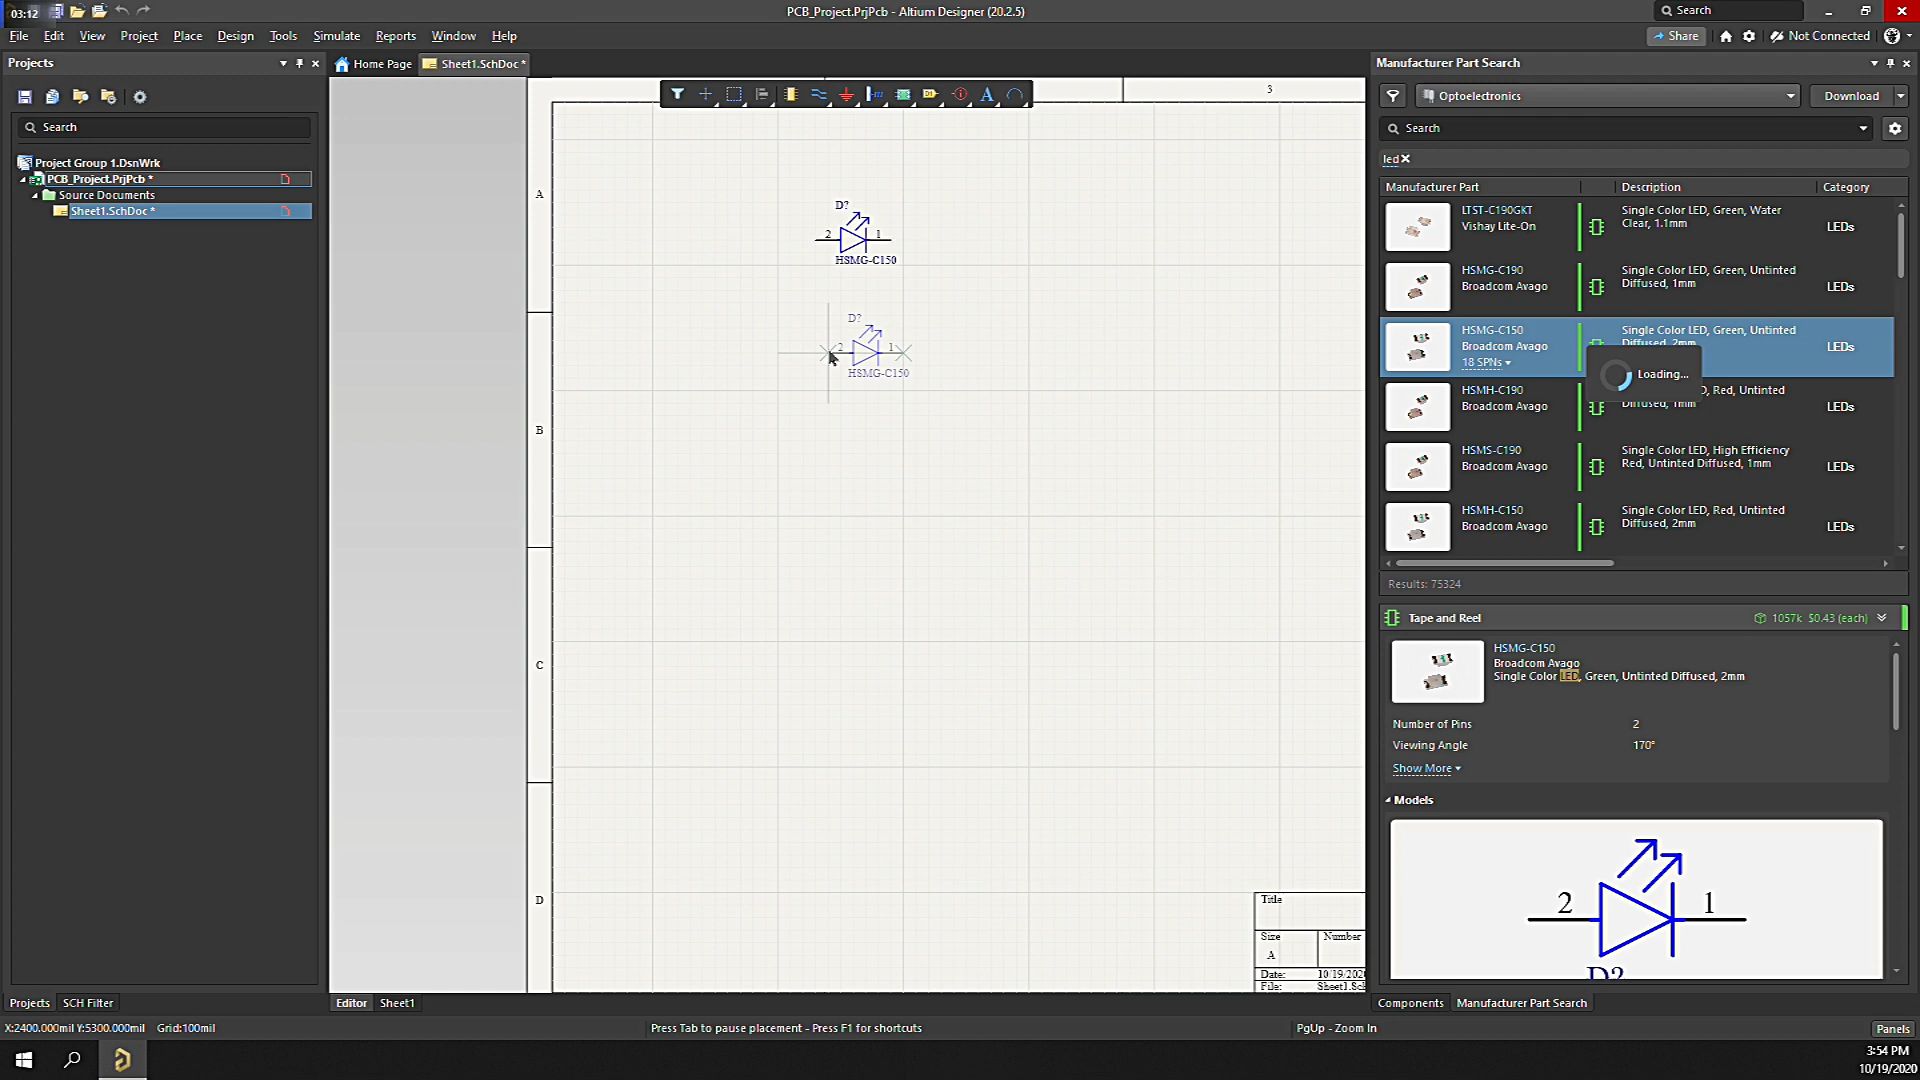 03:12
PCB_Project.PrjPcb - Altium Designer (20.2.5)
Search
File Edit View Project Place Design Tools Simulate Reports Window Help
Share
Not Connected
Projects
Home Page
Sheet1.SchDoc *
Manufacturer Part Search
Optoelectronics
Download
Search
Search
led
Project Group 1.DsnWrk
PCB_Project.PrjPcb *
Source Documents
Sheet1.SchDoc *
3
A
B
C
D
D?
2 1
HSMG-C150
D?
2 1
HSMG-C150
Title
Size Number
A
Date: 10/19/2020
File: Sheet1.Sch
Manufacturer Part Description Category
LTST-C190GKT
Vishay Lite-On
Single Color LED, Green, Water
Clear, 1.1mm
LEDs
HSMG-C190
Broadcom Avago
Single Color LED, Green, Untinted
Diffused, 1mm
LEDs
HSMG-C150
Broadcom Avago
18 SPNs
Single Color LED, Green, Untinted
Diffused, 2mm
LEDs
Loading...
HSMH-C190
Broadcom Avago
D, Red, Untinted
Diffused, 1mm
LEDs
HSMS-C190
Broadcom Avago
Single Color LED, High Efficiency
Red, Untinted Diffused, 1mm
LEDs
HSMH-C150
Broadcom Avago
Single Color LED, Red, Untinted
Diffused, 2mm
LEDs
Results: 75324
Tape and Reel
1057k $0.43 (each)
HSMG-C150
Broadcom Avago
Single Color LED, Green, Untinted Diffused, 2mm
Number of Pins 2
Viewing Angle 170°
Show More
Models
2 1
D?
Projects SCH Filter
Editor Sheet1
Components Manufacturer Part Search
X:2400.000mil Y:5300.000mil Grid:100mil
Press Tab to pause placement - Press F1 for shortcuts
PgUp - Zoom In
Panels
3:54 PM
10/19/2020